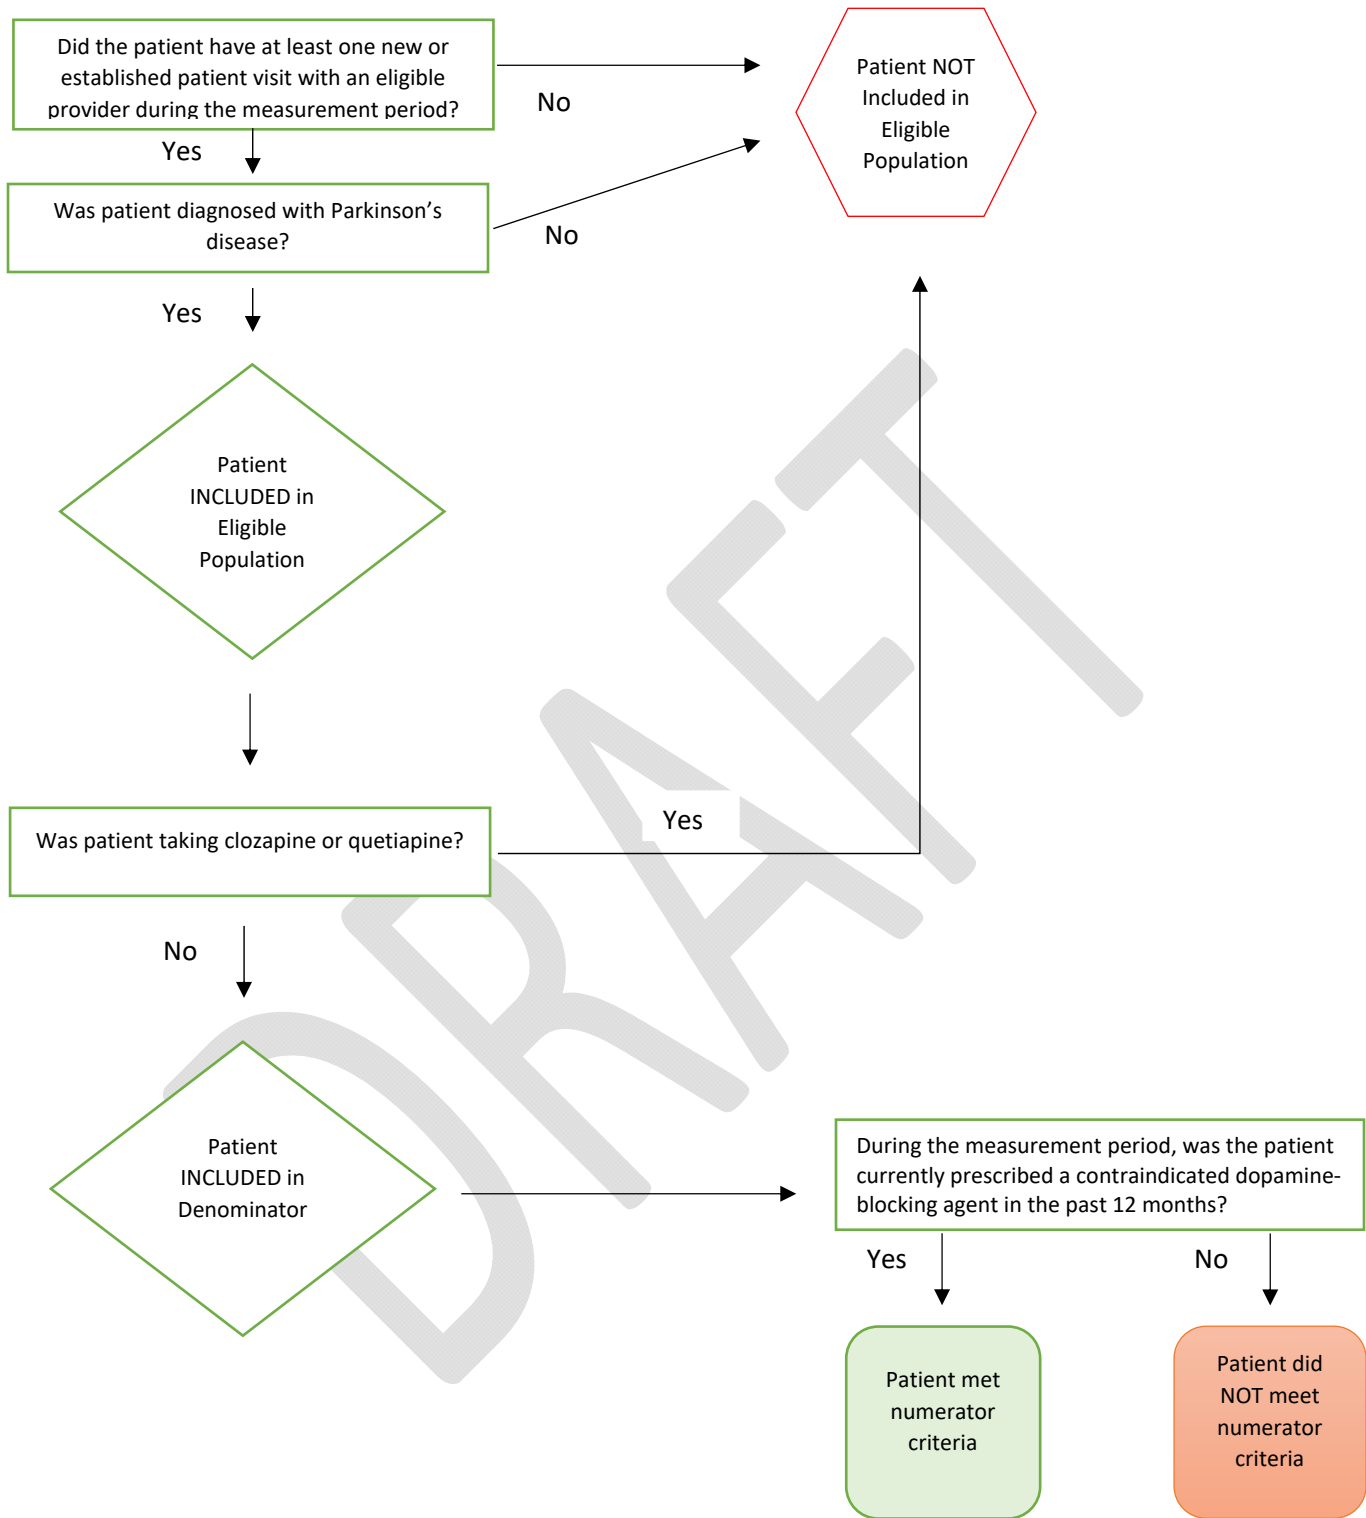 Did the patient have at least one new or
established patient visit with an eligible
provider during the measurement period?
No
Patient NOT
Included in
Eligible
Population
Yes
Was patient diagnosed with Parkinson’s
disease?
No
Yes
Patient
INCLUDED in
Eligible
Population
Was patient taking clozapine or quetiapine?
Yes
No
Patient
INCLUDED in
Denominator
During the measurement period, was the patient
currently prescribed a contraindicated dopamine-
blocking agent in the past 12 months?
Yes
No
Patient met
numerator
criteria
Patient did
NOT meet
numerator
criteria
DRAFT